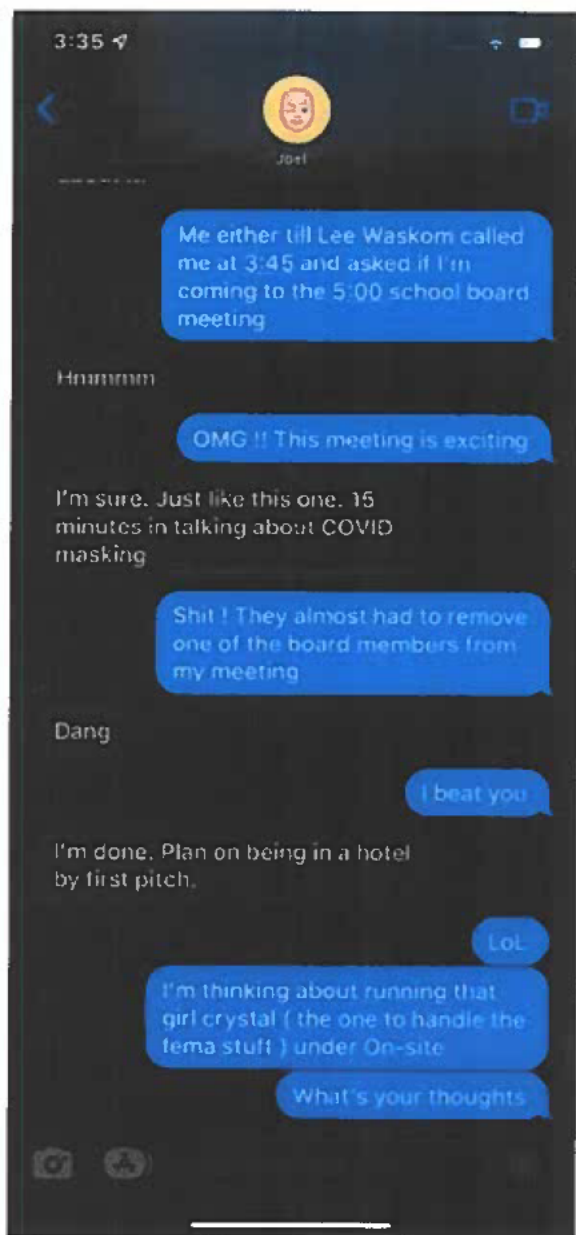 3:35
Joel
Me either till Lee Waskom called
me at 3:45 and asked if I'm
coming to the 5:00 school board
meeting
Hmmmm
OMG !! This meeting is exciting
I'm sure. Just like this one. 15
minutes in talking about COVID
masking
Shit ! They almost had to remove
one of the board members from
my meeting
Dang
I beat you
I'm done. Plan on being in a hotel
by first pitch.
LoL
I'm thinking about running that
girl crystal ( the one to handle the
fema stuff ) under On-site
What's your thoughts